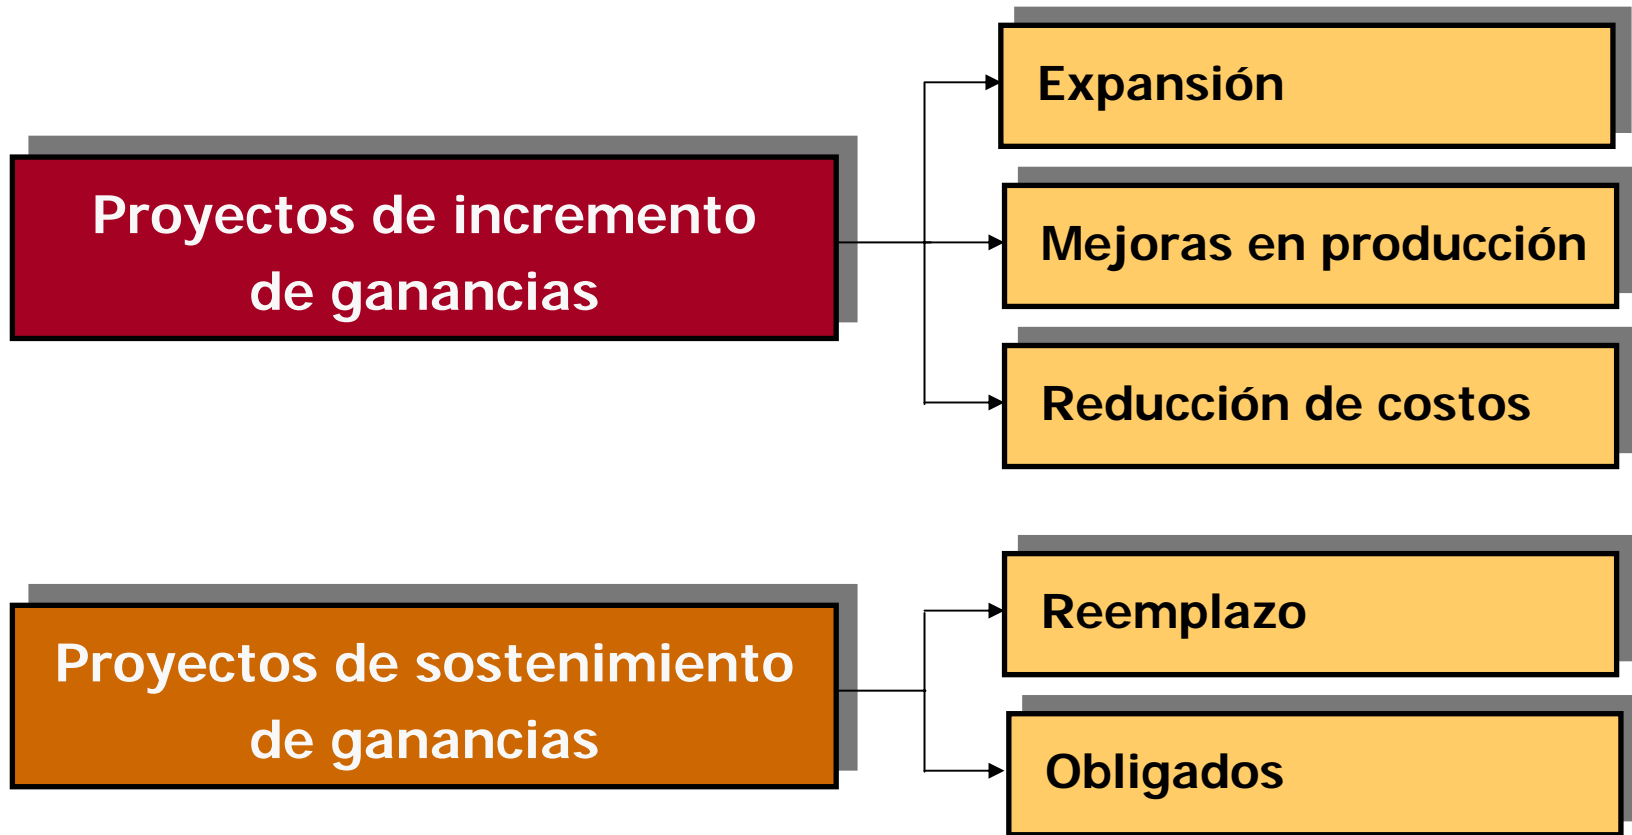 Expansión
Proyectos de incremento
de ganancias
Mejoras en producción
Reducción de costos
Reemplazo
Proyectos de sostenimiento
de ganancias
Obligados